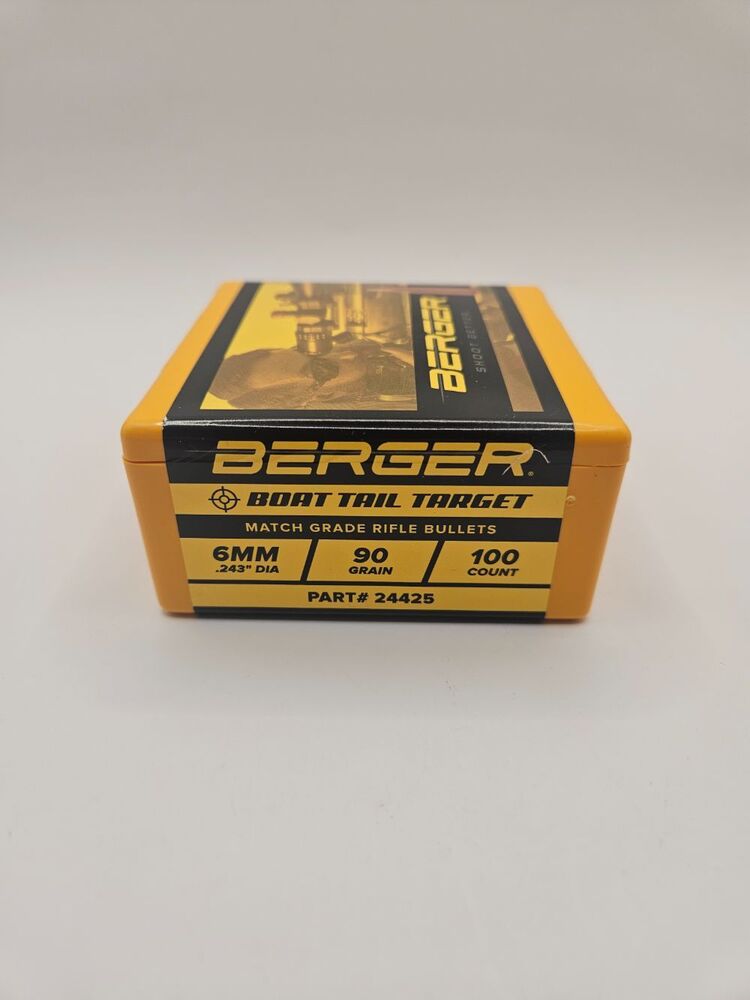 BERGER
SHOOT BETTER.
BERGER®
BOAT TAIL TARGET
MATCH GRADE RIFLE BULLETS
6MM
.243" DIA
90
GRAIN
100
COUNT
PART# 24425